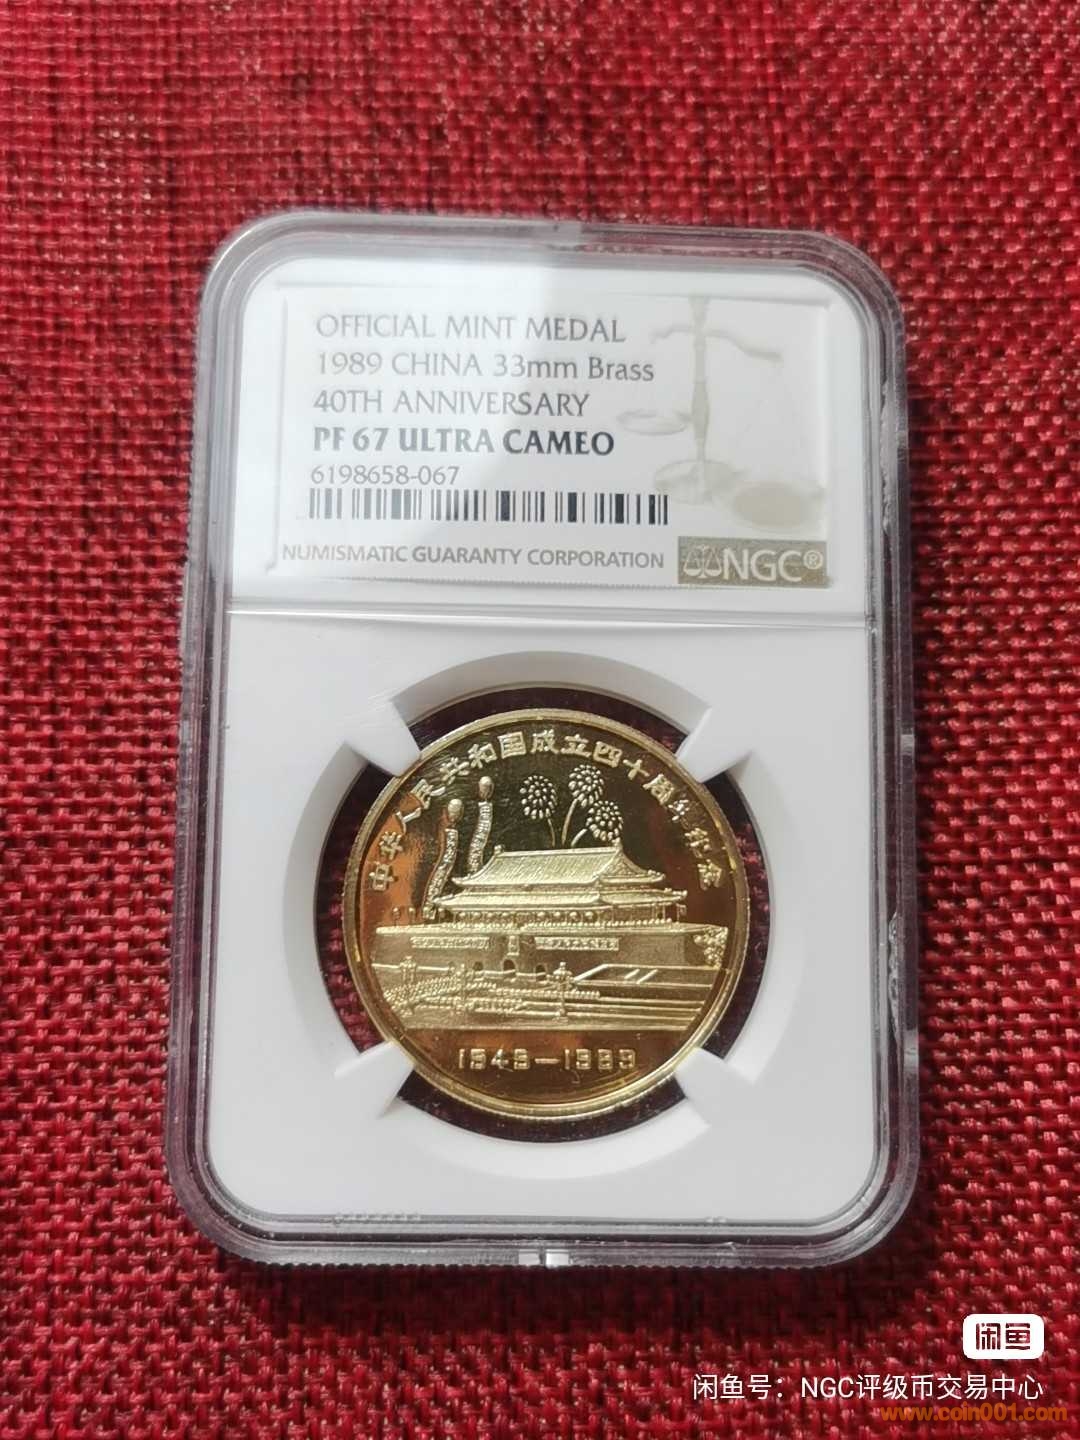 OFFICIAL MINT MEDAL
1989 CHINA 33mm Brass
40TH ANNIVERSARY
PF 67 ULTRA CAMEO
6198658-067
NUMISMATIC GUARANTY CORPORATION
NGC®
中华人民共和国成立四十周年纪念
1949—1989
闲鱼
闲鱼号：NGC评级币交易中心
www.coin001.com